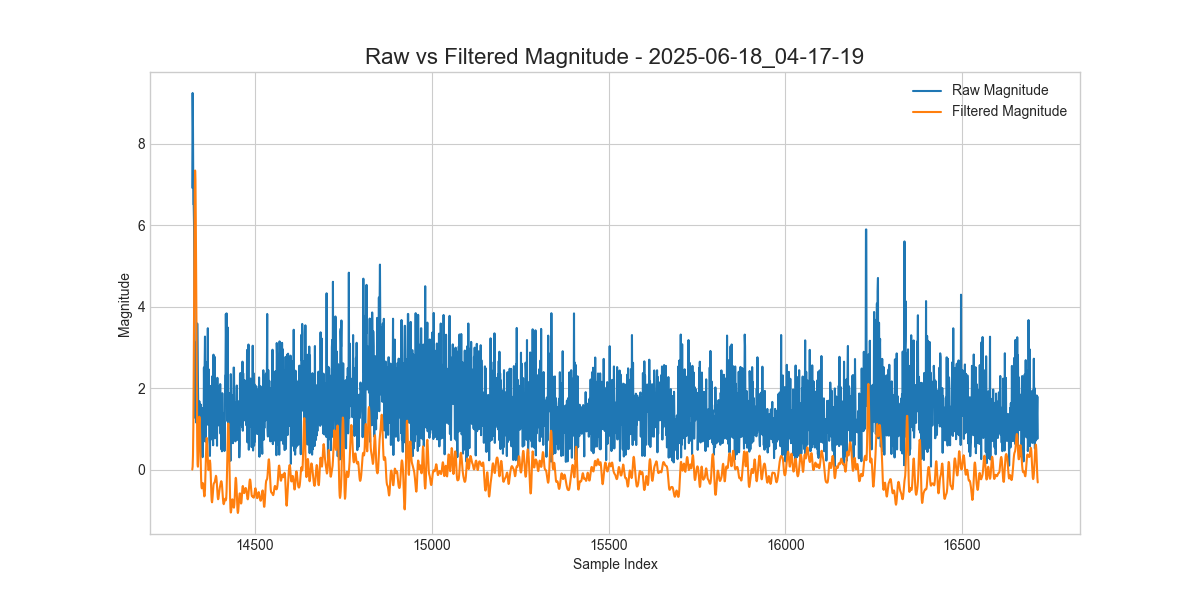 Raw vs Filtered Magnitude - 2025-06-18_04-17-19
Raw Magnitude
Filtered Magnitude
Magnitude
8
6
4
2
0
14500
15000
15500
16000
16500
Sample Index